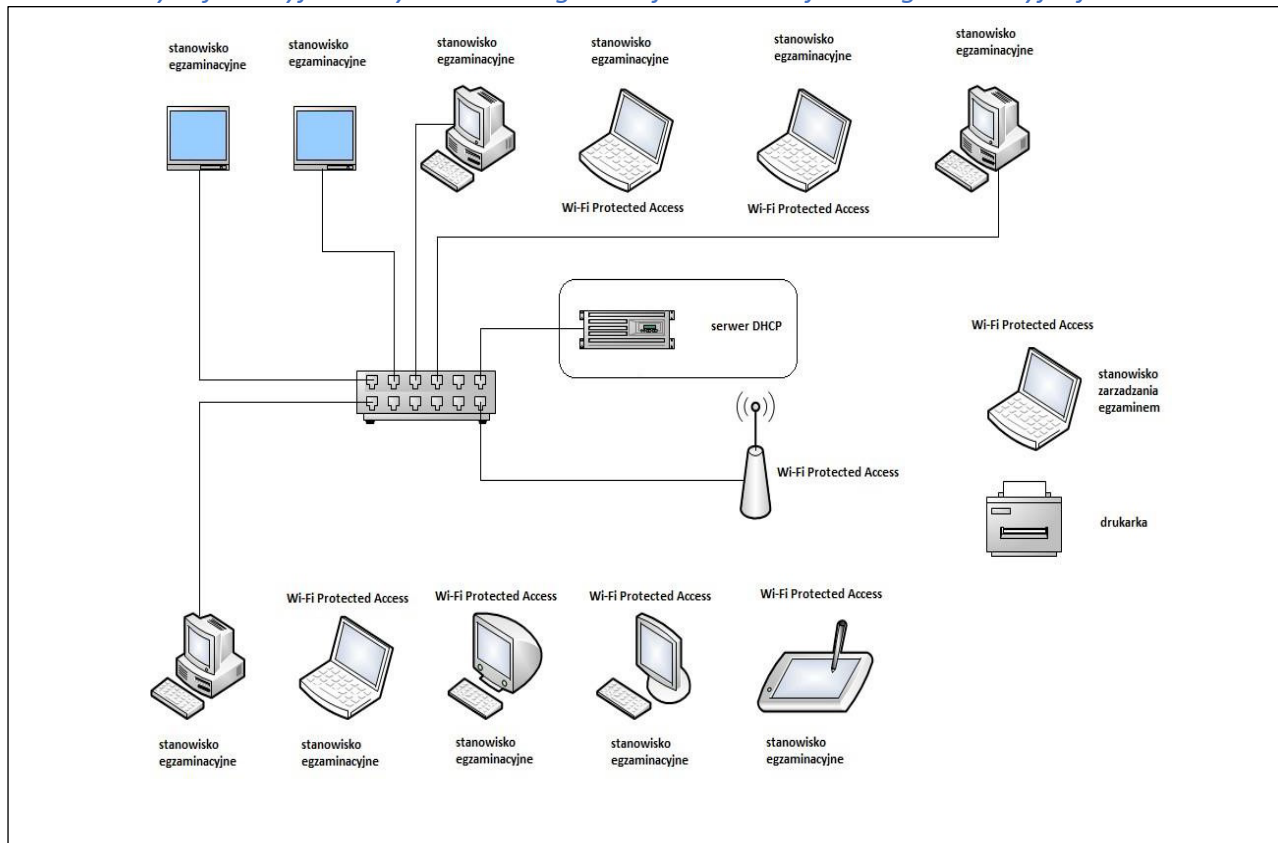 stanowisko
egzaminacyjne
stanowisko
egzaminacyjne
stanowisko
egzaminacyjne
stanowisko
egzaminacyjne
stanowisko
egzaminacyjne
stanowisko
egzaminacyjne
Wi-Fi Protected Access
Wi-Fi Protected Access
serwer DHCP
Wi-Fi Protected Access
stanowisko
zarzadzania
egzaminem
Wi-Fi Protected Access
drukarka
Wi-Fi Protected Access
Wi-Fi Protected Access
Wi-Fi Protected Access
Wi-Fi Protected Access
stanowisko
egzaminacyjne
stanowisko
egzaminacyjne
stanowisko
egzaminacyjne
stanowisko
egzaminacyjne
stanowisko
egzaminacyjne